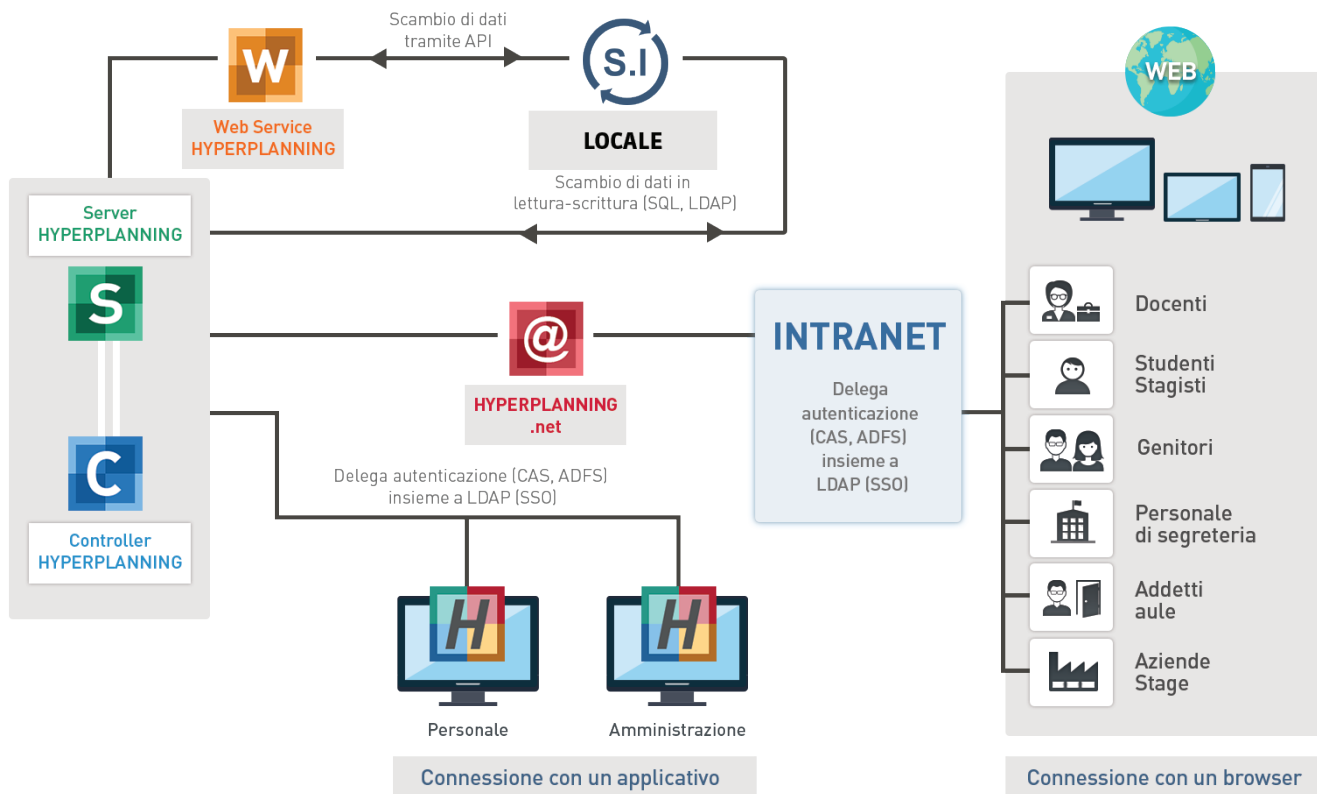 Scambio di dati
tramite API
W
S.I
WEB
Web Service
HYPERPLANNING
LOCALE
Scambio di dati in
lettura-scrittura (SQL, LDAP)
Server
HYPERPLANNING
S
@
HYPERPLANNING
.net
INTRANET
Delega
autenticazione
(CAS, ADFS)
insieme a
LDAP (SSO)
C
Controller
HYPERPLANNING
Delega autenticazione (CAS, ADFS)
insieme a LDAP (SSO)
H
H
Personale
Amministrazione
Connessione con un applicativo
Docenti
Studenti
Stagisti
Genitori
Personale
di segreteria
Addetti
aule
Aziende
Stage
Connessione con un browser